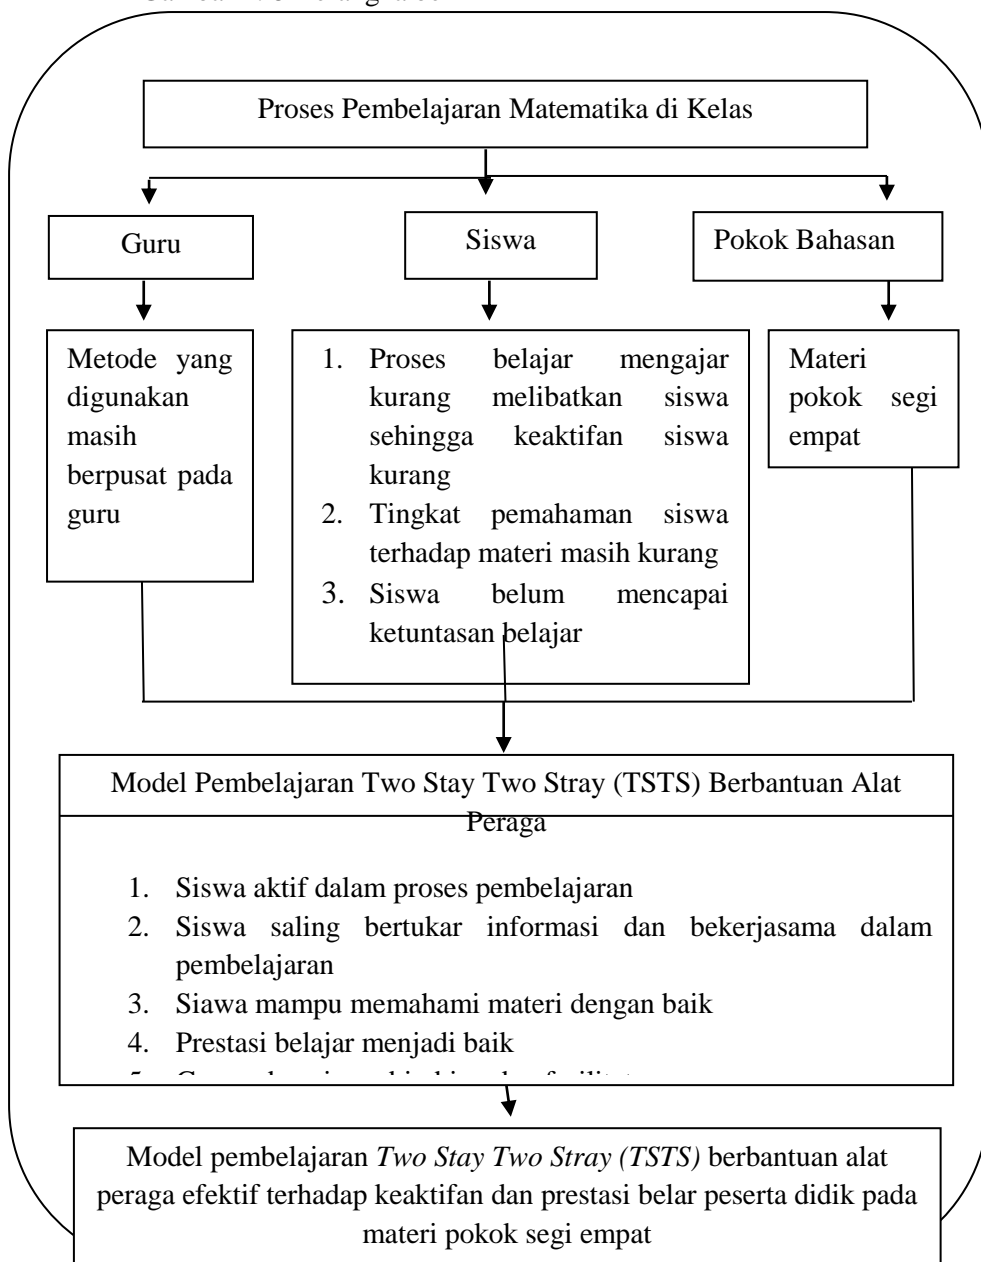 Proses Pembelajaran Matematika di Kelas
Guru
Siswa
Pokok Bahasan
Metode yang
digunakan
masih
berpusat pada
guru
1. Proses belajar mengajar
kurang melibatkan siswa
sehingga keaktifan siswa
kurang
2. Tingkat pemahaman siswa
terhadap materi masih kurang
3. Siswa belum mencapai
ketuntasan belajar
Materi
pokok segi
empat
Model Pembelajaran Two Stay Two Stray (TSTS) Berbantuan Alat
Peraga
1. Siswa aktif dalam proses pembelajaran
2. Siswa saling bertukar informasi dan bekerjasama dalam
pembelajaran
3. Siawa mampu memahami materi dengan baik
4. Prestasi belajar menjadi baik
Model pembelajaran Two Stay Two Stray (TSTS) berbantuan alat
peraga efektif terhadap keaktifan dan prestasi belar peserta didik pada
materi pokok segi empat